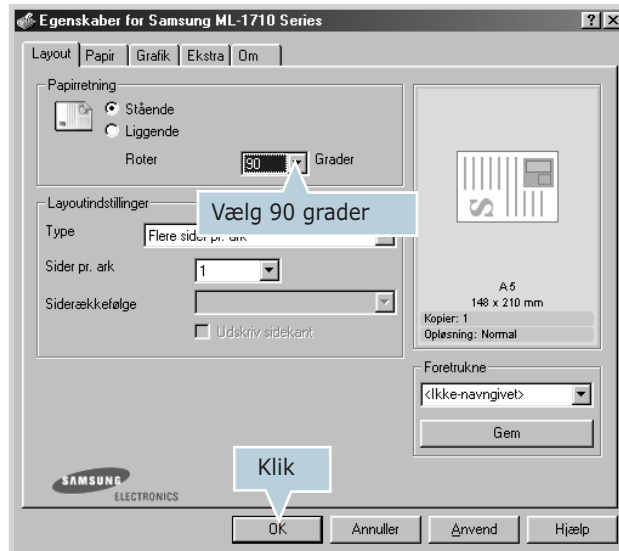 Egenskaber for Samsung ML-1710 Series
Layout Papir Grafik Ekstra Om
Papirretning
Stående
Liggende
Roter 90 Grader
Vælg 90 grader
Layoutindstillinger
Type Flere sider pr. ark
Sider pr. ark 1
Siderækkefølge
Udskriv sidekant
A5
148 x 210 mm
Kopier: 1
Opløsning: Normal
Foretrukne
<Ikke-navngivet>
Gem
Klik
SAMSUNG
ELECTRONICS
OK Annuller Anvend Hjælp